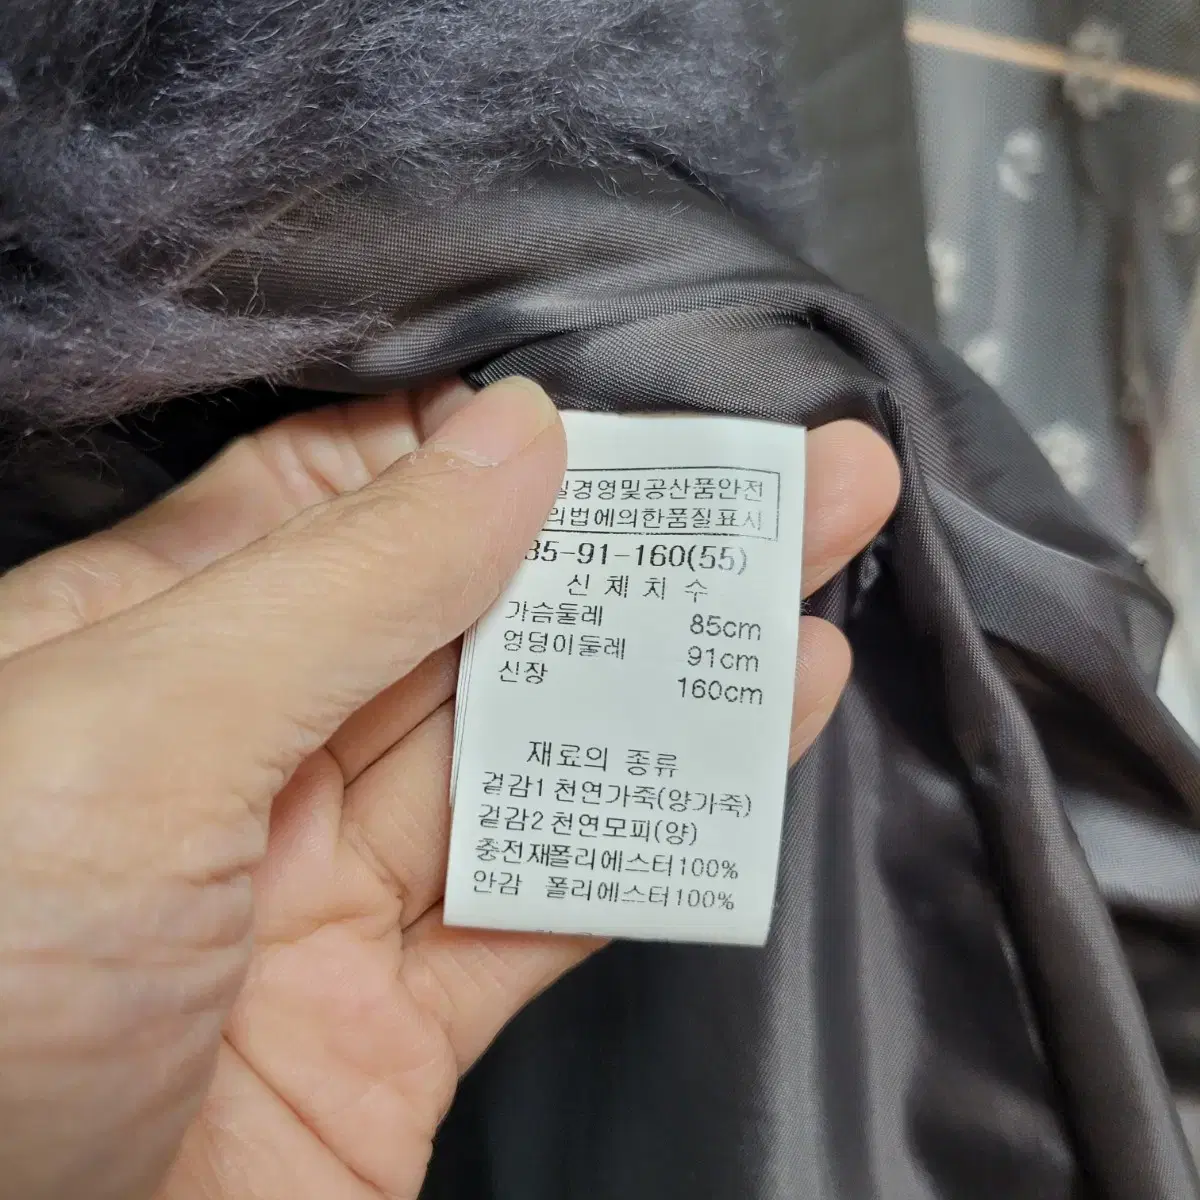 경영및공산품안전
의법에의한품질표시
85-91-160(55)
신체치수
가슴둘레 85cm
엉덩이둘레 91cm
신장 160cm
재료의 종류
겉감1 천연가죽(양가죽)
겉감2 천연모피(양)
충전재폴리에스터100%
안감 폴리에스터100%